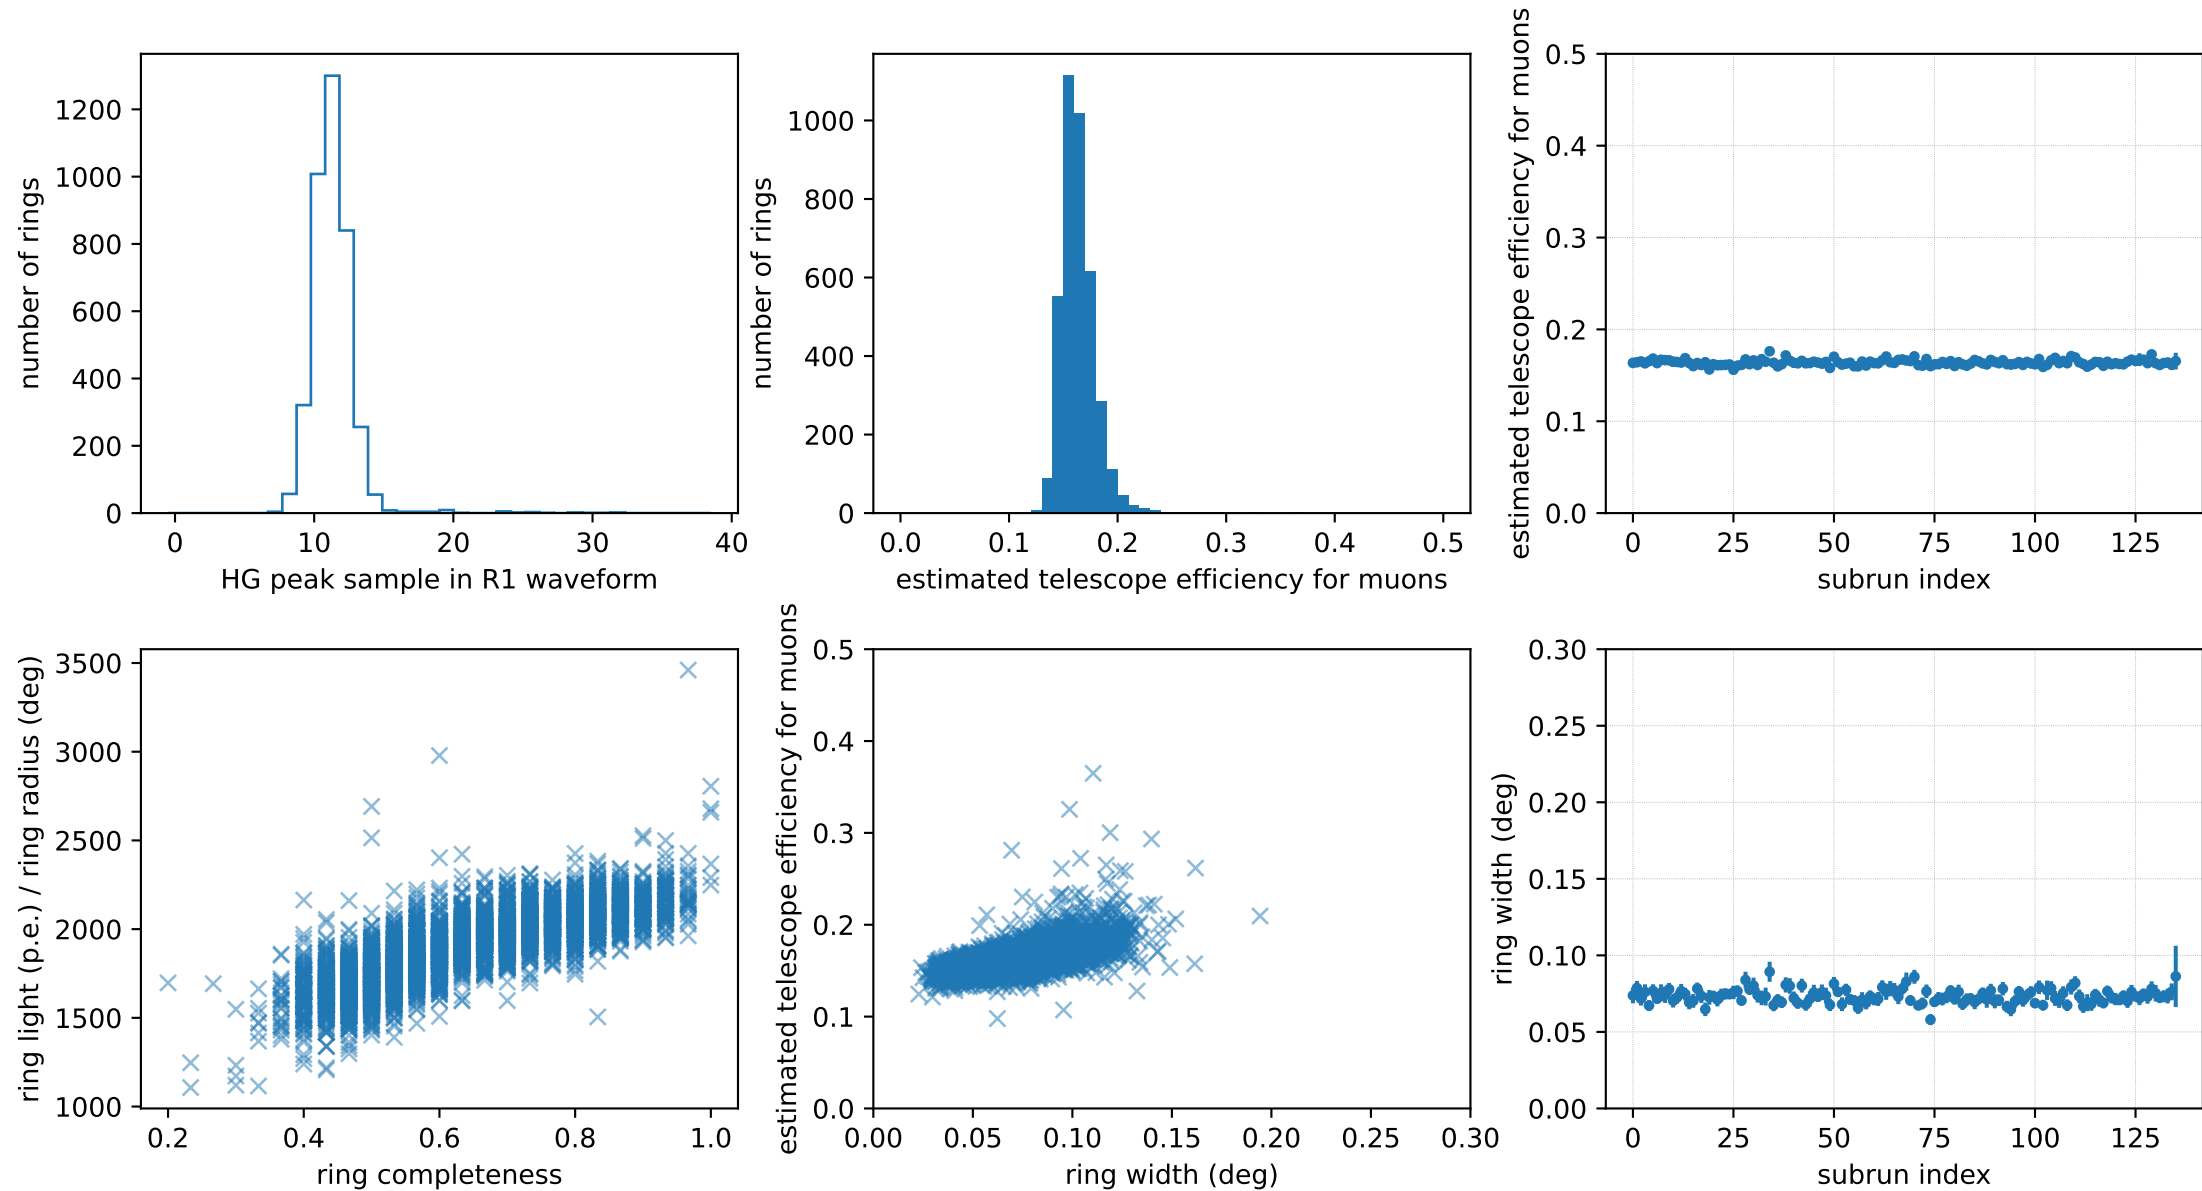 number of rings
1200
1000
800
600
400
200
0
0 10 20 30 40
HG peak sample in R1 waveform
number of rings
1000
800
600
400
200
0
0.0 0.1 0.2 0.3 0.4 0.5
estimated telescope efficiency for muons
estimated telescope efficiency for muons
0.5
0.4
0.3
0.2
0.1
0.0
0 25 50 75 100 125
subrun index
ring light (p.e.) / ring radius (deg)
3500
3000
2500
2000
1500
1000
0.2 0.4 0.6 0.8 1.0
ring completeness
estimated telescope efficiency for muons
0.5
0.4
0.3
0.2
0.1
0.0
0.00 0.05 0.10 0.15 0.20 0.25 0.30
ring width (deg)
ring width (deg)
0.30
0.25
0.20
0.15
0.10
0.05
0.00
0 25 50 75 100 125
subrun index